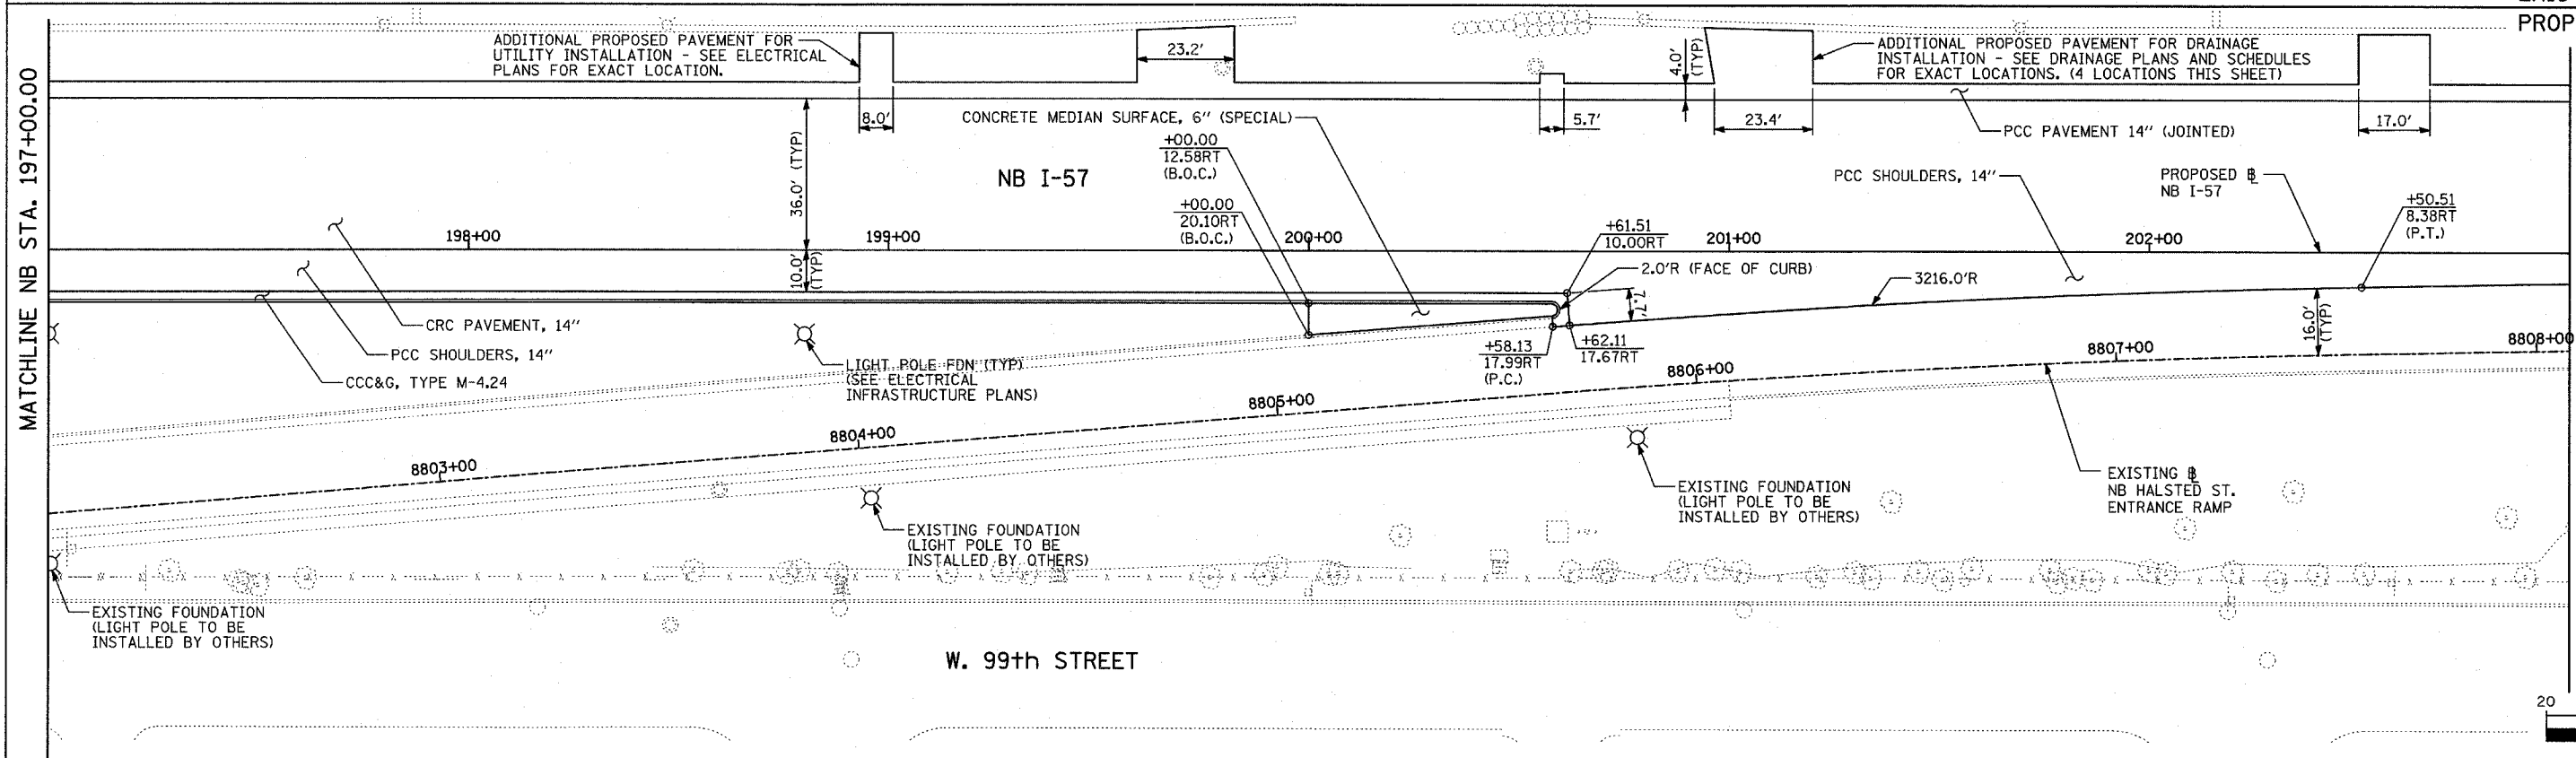 PROP
MATCHLINE NB STA. 197+00.00
ADDITIONAL PROPOSED PAVEMENT FOR
UTILITY INSTALLATION - SEE ELECTRICAL
PLANS FOR EXACT LOCATION.
23.2'
4.0'
(TYP)
ADDITIONAL PROPOSED PAVEMENT FOR DRAINAGE
INSTALLATION - SEE DRAINAGE PLANS AND SCHEDULES
FOR EXACT LOCATIONS. (4 LOCATIONS THIS SHEET)
8.0'
CONCRETE MEDIAN SURFACE, 6" (SPECIAL)
5.7'
23.4'
PCC PAVEMENT 14" (JOINTED)
17.0'
36.0' (TYP)
+00.00
12.58RT
(B.O.C.)
NB I-57
PCC SHOULDERS, 14"
PROPOSED ⅊
NB I-57
+00.00
20.10RT
(B.O.C.)
+61.51
10.00RT
+50.51
8.38RT
(P.T.)
198+00
199+00
200+00
201+00
202+00
10.0'
(TYP)
2.0'R (FACE OF CURB)
3216.0'R
7.7'
16.0'
(TYP)
CRC PAVEMENT, 14"
PCC SHOULDERS, 14"
CCC&G, TYPE M-4.24
LIGHT POLE FDN (TYP)
(SEE ELECTRICAL
INFRASTRUCTURE PLANS)
+58.13
17.99RT
(P.C.)
+62.11
17.67RT
8803+00
8804+00
8805+00
8806+00
8807+00
8808+00
EXISTING FOUNDATION
(LIGHT POLE TO BE
INSTALLED BY OTHERS)
EXISTING FOUNDATION
(LIGHT POLE TO BE
INSTALLED BY OTHERS)
EXISTING ⅊
NB HALSTED ST.
ENTRANCE RAMP
EXISTING FOUNDATION
(LIGHT POLE TO BE
INSTALLED BY OTHERS)
W. 99th STREET
20